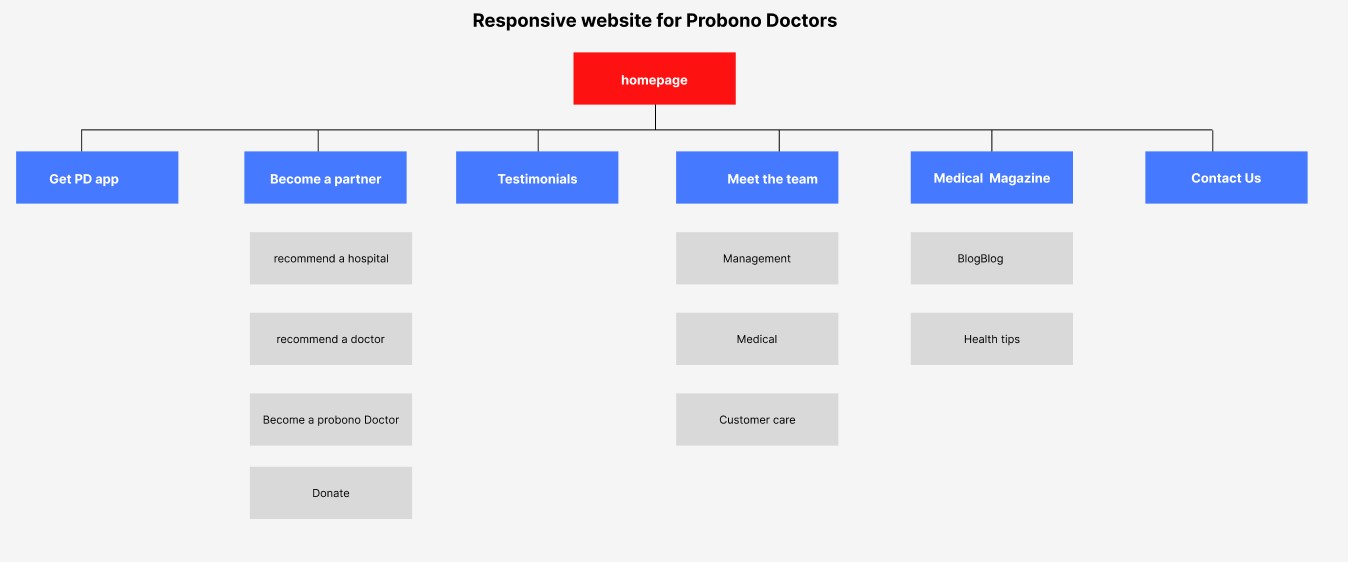 Responsive website for Probono Doctors
homepage
Get PD app
Become a partner
Testimonials
Meet the team
Medical  Magazine
Contact Us
recommend a hospital
Management
BlogBlog
recommend a doctor
Medical
Health tips
Become a probono Doctor
Customer care
Donate